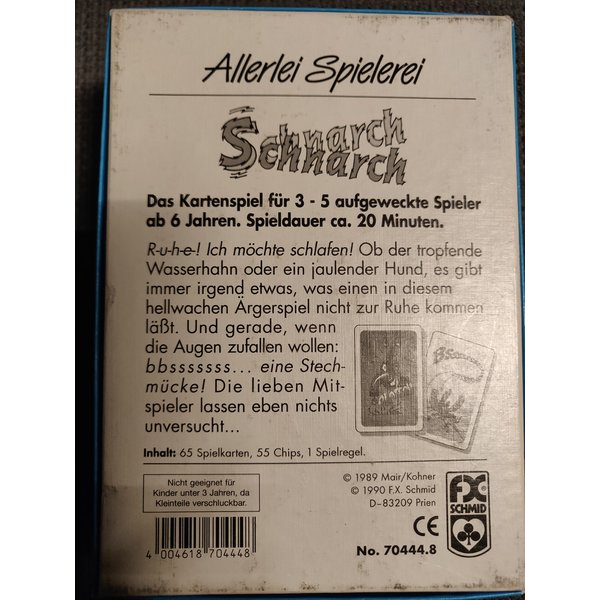 Allerlei Spielerei
Schnarch
Schnarch
Das Kartenspiel für 3 - 5 aufgeweckte Spieler
ab 6 Jahren. Spieldauer ca. 20 Minuten.
R-u-h-e! Ich möchte schlafen! Ob der tropfende
Wasserhahn oder ein jaulender Hund, es gibt
immer irgend etwas, was einen in diesem
hellwachen Ärgerspiel nicht zur Ruhe kommen
läßt. Und gerade, wenn
die Augen zufallen wollen:
bbsssssss... eine Stech-
mücke! Die lieben Mit-
spieler lassen eben nichts
unversucht...
Inhalt: 65 Spielkarten, 55 Chips, 1 Spielregel.
Nicht geeignet für
Kinder unter 3 Jahren, da
Kleinteile verschluckbar.
4 004618 704448
© 1989 Mair/Kohner
© 1990 F.X. Schmid
D-83209 Prien
CE
No. 70444.8
FX®
SCHMID